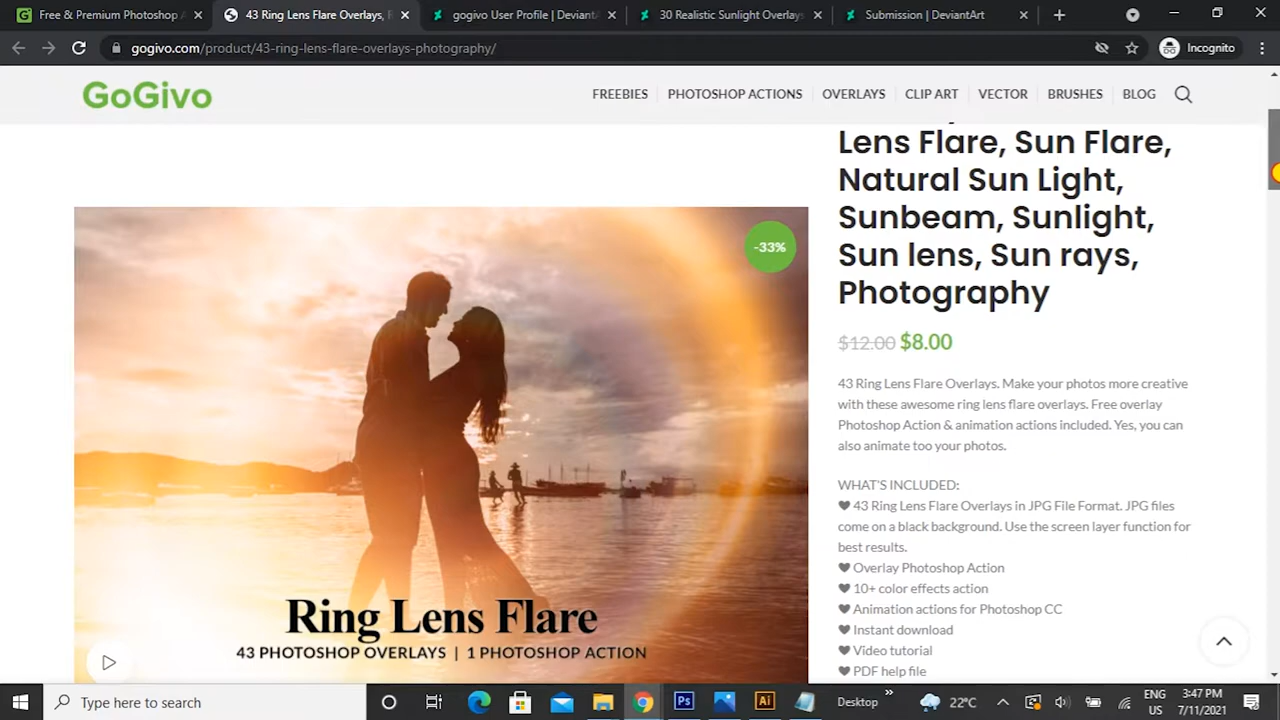 Free & Premium Photoshop A
43 Ring Lens Flare Overlays, P
gogivo User Profile | DeviantArt
30 Realistic Sunlight Overlays
Submission | DeviantArt
gogivo.com/product/43-ring-lens-flare-overlays-photography/
Incognito
GoGivo
FREEBIES
PHOTOSHOP ACTIONS
OVERLAYS
CLIP ART
VECTOR
BRUSHES
BLOG
Lens Flare, Sun Flare,
Natural Sun Light,
Sunbeam, Sunlight,
Sun lens, Sun rays,
Photography
-33%
$12.00 $8.00
43 Ring Lens Flare Overlays. Make your photos more creative
with these awesome ring lens flare overlays. Free overlay
Photoshop Action & animation actions included. Yes, you can
also animate too your photos.
WHAT'S INCLUDED:
♥ 43 Ring Lens Flare Overlays in JPG File Format. JPG files
come on a black background. Use the screen layer function for
best results.
♥ Overlay Photoshop Action
♥ 10+ color effects action
♥ Animation actions for Photoshop CC
♥ Instant download
♥ Video tutorial
♥ PDF help file
Ring Lens Flare
43 PHOTOSHOP OVERLAYS | 1 PHOTOSHOP ACTION
Type here to search
Ps
Ai
Desktop
22°C
ENG
US
3:47 PM
7/11/2021